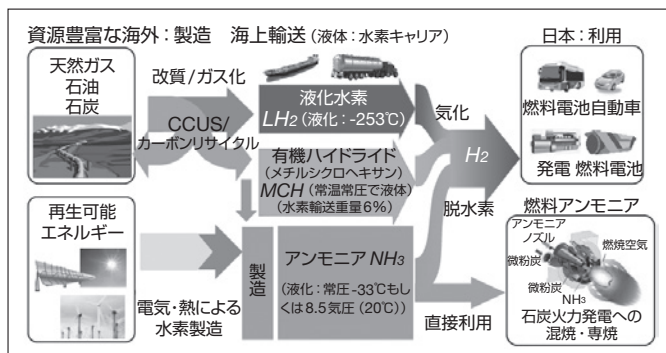 資源豊富な海外：製造　海上輸送（液体：水素キャリア）
日本：利用
天然ガス
石油
石炭
改質/ガス化
CCUS/
カーボンリサイクル
液化水素
LH2（液化：-253℃）
有機ハイドライド
（メチルシクロヘキサン）
MCH（常温常圧で液体）
（水素輸送重量6%）
気化
H2
脱水素
燃料電池自動車
発電 燃料電池
再生可能
エネルギー
電気・熱による
水素製造
製造
アンモニア NH3
（液化：常圧-33℃もし
くは8.5気圧（20℃））
直接利用
燃料アンモニア
アンモニア
ノズル
燃焼空気
微粉炭
微粉炭
NH3
石炭火力発電への
混焼・専焼